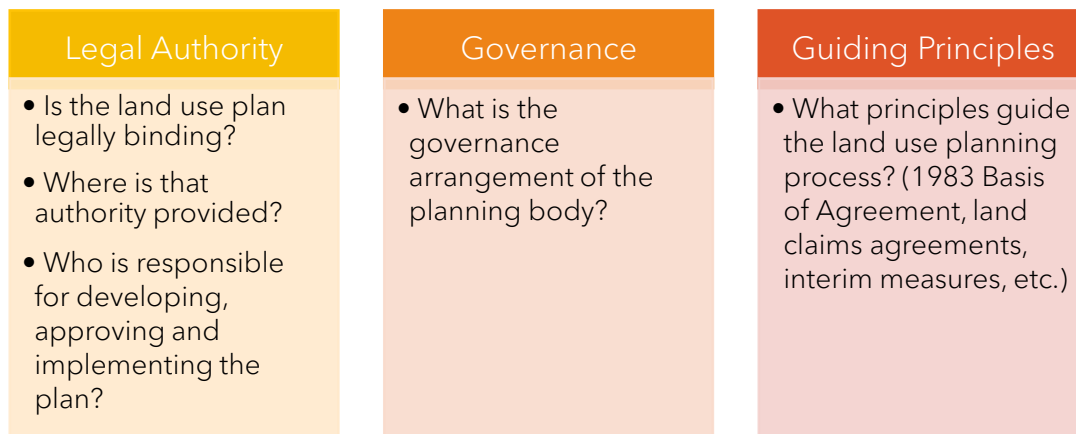 Legal Authority
• Is the land use plan
legally binding?
• Where is that
authority provided?
• Who is responsible
for developing,
approving and
implementing the
plan?
Governance
• What is the
governance
arrangement of the
planning body?
Guiding Principles
• What principles guide
the land use planning
process? (1983 Basis
of Agreement, land
claims agreements,
interim measures, etc.)